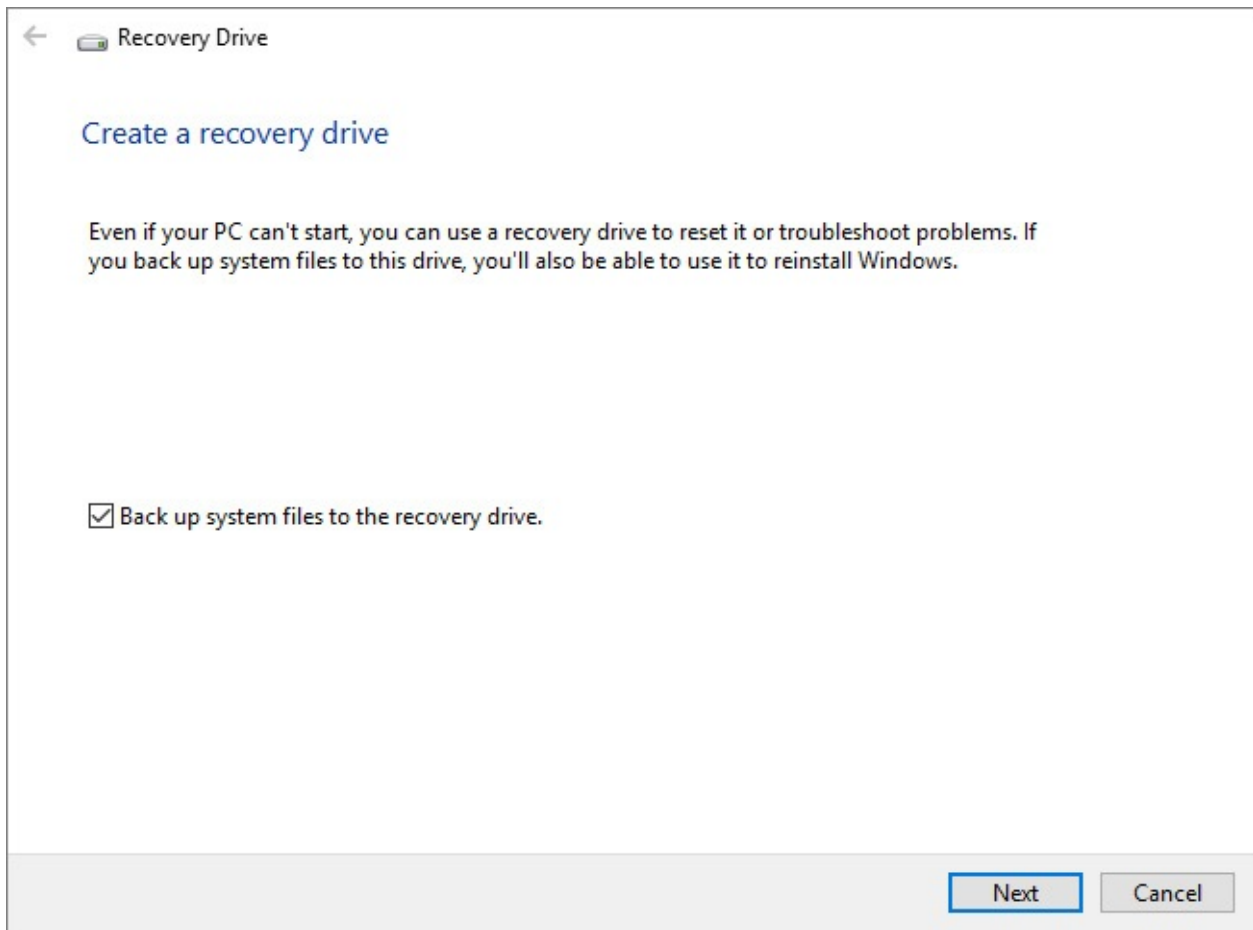 Recovery Drive
Create a recovery drive
Even if your PC can't start, you can use a recovery drive to reset it or troubleshoot problems. If
you back up system files to this drive, you'll also be able to use it to reinstall Windows.
Back up system files to the recovery drive.
Next Cancel